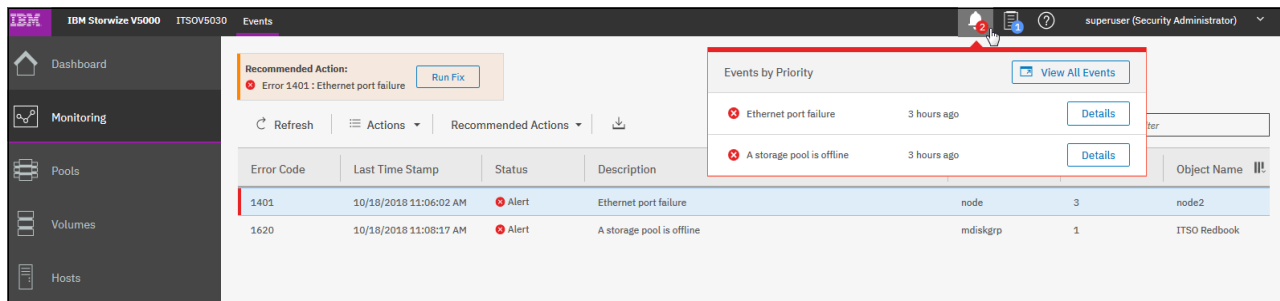 IBM IBM Storwize V5000 ITSOV5030 Events 2 1 ? superuser (Security Administrator)
Dashboard
Monitoring
Pools
Volumes
Hosts
Recommended Action:
Error 1401 : Ethernet port failure
Run Fix
Events by Priority View All Events
Ethernet port failure 3 hours ago Details
A storage pool is offline 3 hours ago Details
Refresh Actions Recommended Actions
Error Code Last Time Stamp Status Description Object Name
1401 10/18/2018 11:06:02 AM Alert Ethernet port failure node 3 node2
1620 10/18/2018 11:08:17 AM Alert A storage pool is offline mdiskgrp 1 ITSO Redbook